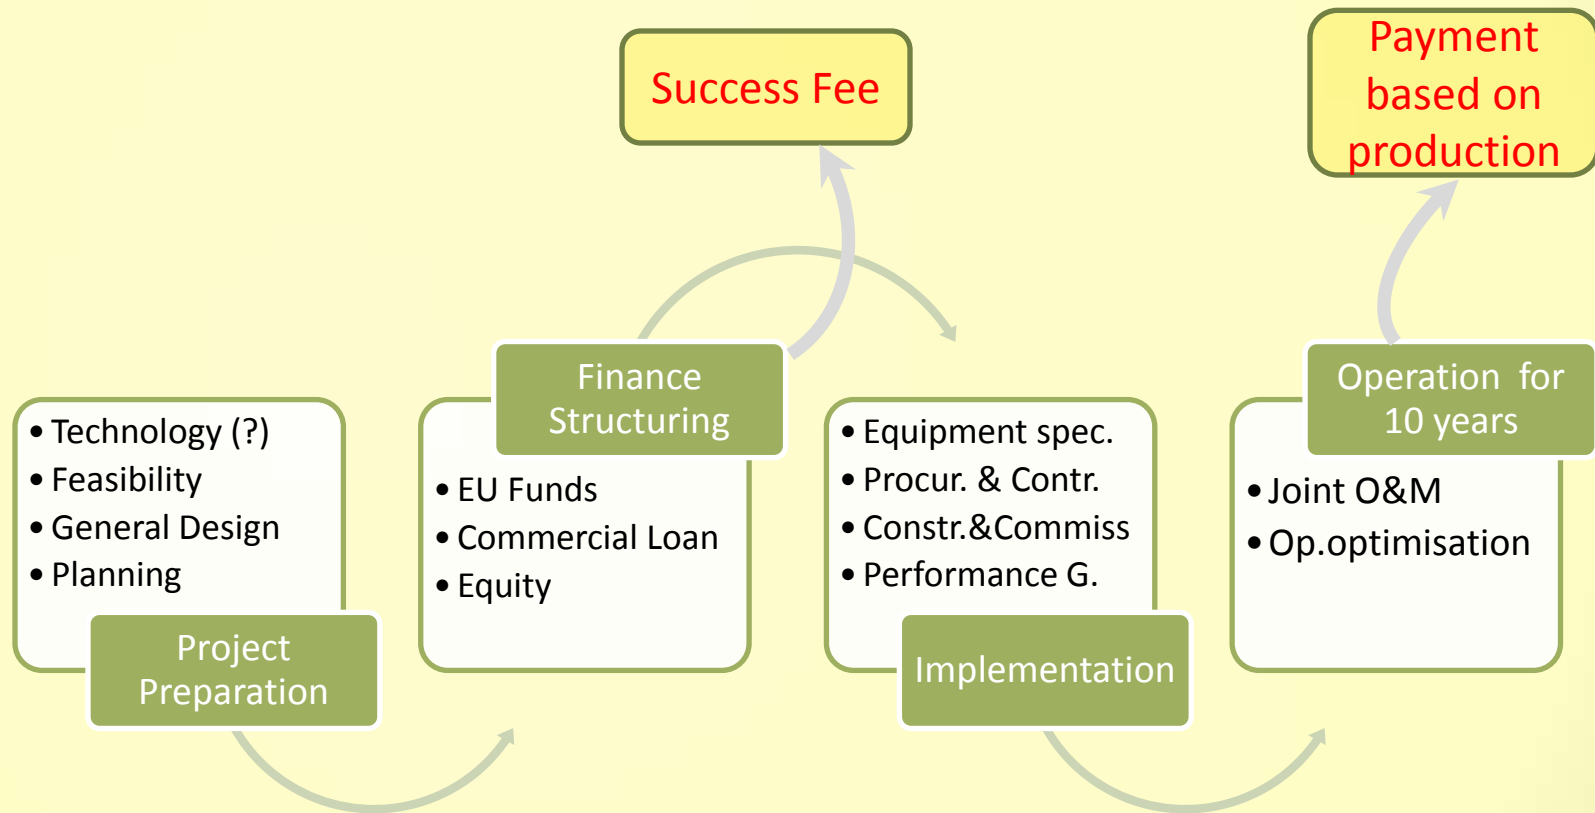 Success Fee
Payment
based on
production
• Technology (?)
• Feasibility
• General Design
• Planning
Project
Preparation
Finance
Structuring
• EU Funds
• Commercial Loan
• Equity
• Equipment spec.
• Procur. & Contr.
• Constr.&Commiss
• Performance G.
Implementation
Operation for
10 years
• Joint O&M
• Op.optimisation